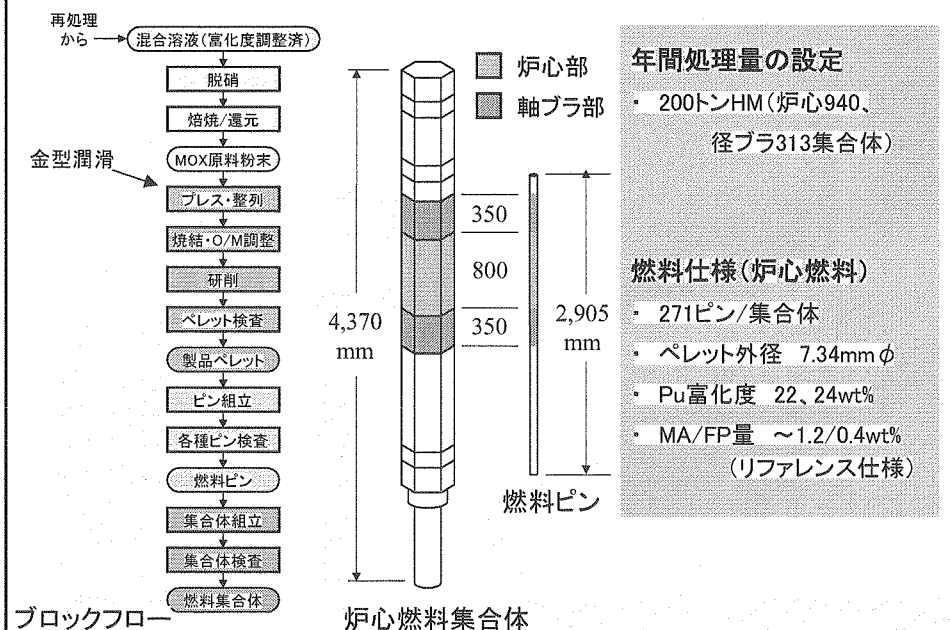 再処理
から
混合溶液(富化度調整済)
脱硝
焙焼/還元
MOX原料粉末
金型潤滑
プレス・整列
焼結・O/M調整
研削
ペレット検査
製品ペレット
ピン組立
各種ピン検査
燃料ピン
集合体組立
集合体検査
燃料集合体
ブロックフロー
炉心部
軸ブラ部
350
800
350
4,370
mm
2,905
mm
燃料ピン
炉心燃料集合体
年間処理量の設定
・ 200トンHM(炉心940、
径ブラ313集合体)
燃料仕様(炉心燃料)
・ 271ピン/集合体
・ ペレット外径 7.34mmφ
・ Pu富化度 22、24wt%
・ MA/FP量 ～1.2/0.4wt%
(リファレンス仕様)